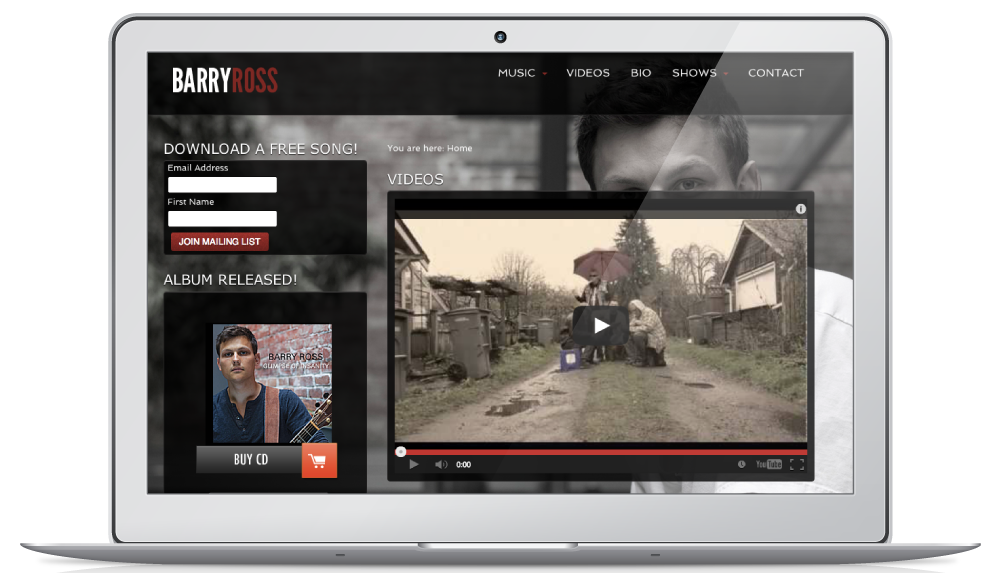 BARRYROSS
MUSIC VIDEOS BIO SHOWS CONTACT
DOWNLOAD A FREE SONG!
Email Address
First Name
JOIN MAILING LIST
ALBUM RELEASED!
BARRY ROSS
GLIMPSE OF INSANITY
BUY CD
You are here: Home
VIDEOS
i
0:00
YouTube